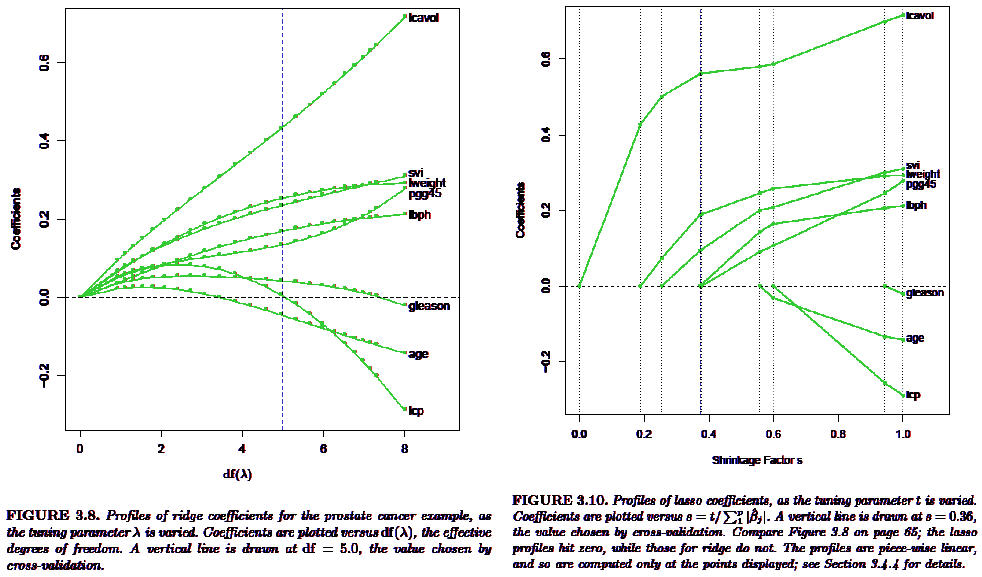 lcavol
svi
lweight
pgg45
lbph
gleason
age
lcp
Coefficients
−0.2
0.0
0.2
0.4
0.6
0 2 4 6 8
df(λ)
FIGURE 3.8. Profiles of ridge coefficients for the prostate cancer example, as
the tuning parameter λ is varied. Coefficients are plotted versus df(λ), the effective
degrees of freedom. A vertical line is drawn at df = 5.0, the value chosen by
cross-validation.
lcavol
svi
lweight
pgg45
lbph
gleason
age
lcp
Coefficients
−0.2
0.0
0.2
0.4
0.6
0.0 0.2 0.4 0.6 0.8 1.0
Shrinkage Factor s
FIGURE 3.10. Profiles of lasso coefficients, as the tuning parameter t is varied.
Coefficients are plotted versus s = t/∑₁ᵖ|β̂ⱼ|. A vertical line is drawn at s = 0.36,
the value chosen by cross-validation. Compare Figure 3.8 on page 65; the lasso
profiles hit zero, while those for ridge do not. The profiles are piece-wise linear,
and so are computed only at the points displayed; see Section 3.4.4 for details.